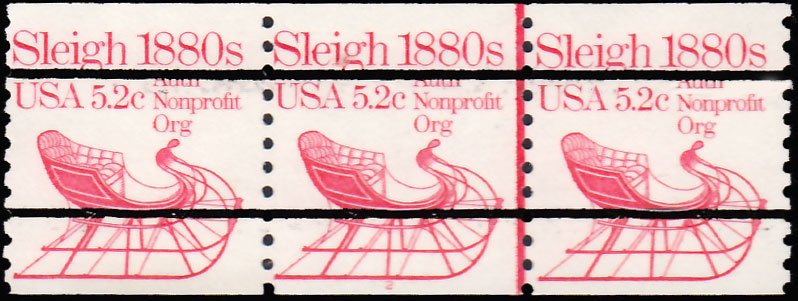 Sleigh 1880s Sleigh 1880s Sleigh 1880s
Auth Auth Auth
USA 5.2c Nonprofit USA 5.2c Nonprofit USA 5.2c Nonprofit
Org Org Org
2